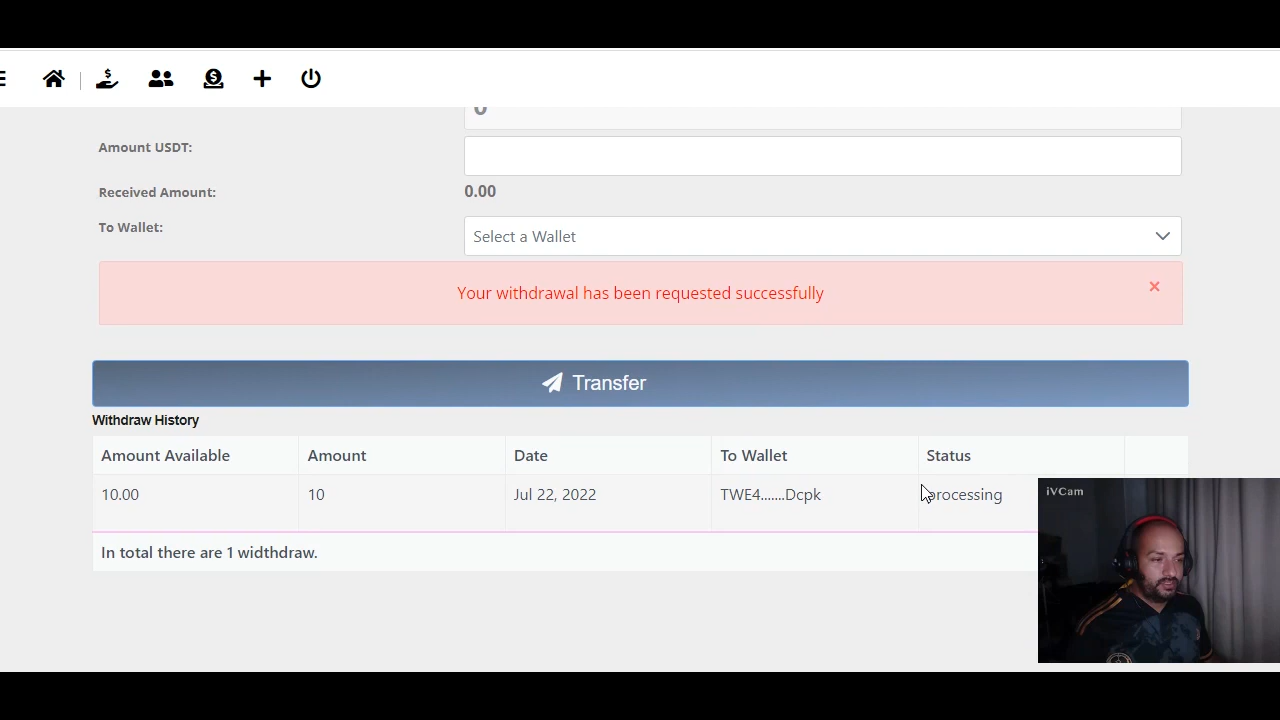 Amount USDT:
Received Amount: 0.00
To Wallet: Select a Wallet
Your withdrawal has been requested successfully ×
Transfer
Withdraw History
Amount Available Amount Date To Wallet Status
10.00 10 Jul 22, 2022 TWE4......Dcpk processing
iVCam
In total there are 1 widthdraw.